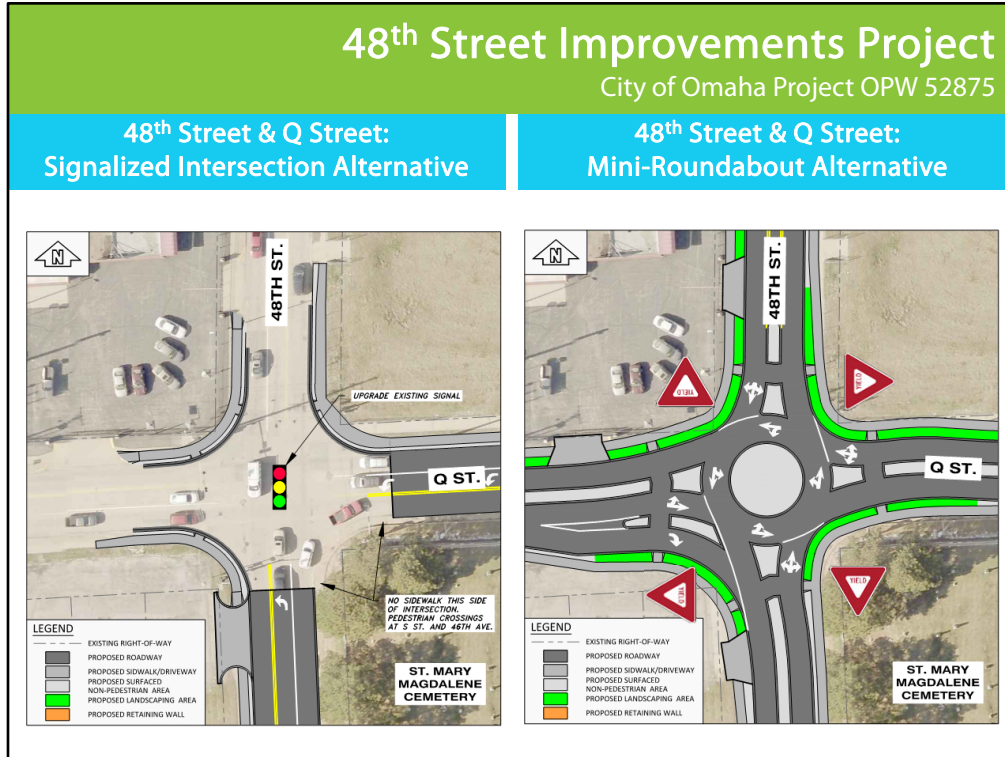 48th Street Improvements Project
City of Omaha Project OPW 52875
48th Street & Q Street:
Signalized Intersection Alternative
48th Street & Q Street:
Mini-Roundabout Alternative
N
48TH ST.
UPGRADE EXISTING SIGNAL
Q ST.
NO SIDEWALK THIS SIDE
OF INTERSECTION.
PEDESTRIAN CROSSINGS
AT S ST. AND 46TH AVE.
LEGEND
EXISTING RIGHT-OF-WAY
PROPOSED ROADWAY
PROPOSED SIDWALK/DRIVEWAY
PROPOSED SURFACED
NON-PEDESTRIAN AREA
PROPOSED LANDSCAPING AREA
PROPOSED RETAINING WALL
ST. MARY
MAGDALENE
CEMETERY
N
48TH ST.
YIELD
YIELD
Q ST.
YIELD
YIELD
LEGEND
EXISTING RIGHT-OF-WAY
PROPOSED ROADWAY
PROPOSED SIDWALK/DRIVEWAY
PROPOSED SURFACED
NON-PEDESTRIAN AREA
PROPOSED LANDSCAPING AREA
PROPOSED RETAINING WALL
ST. MARY
MAGDALENE
CEMETERY